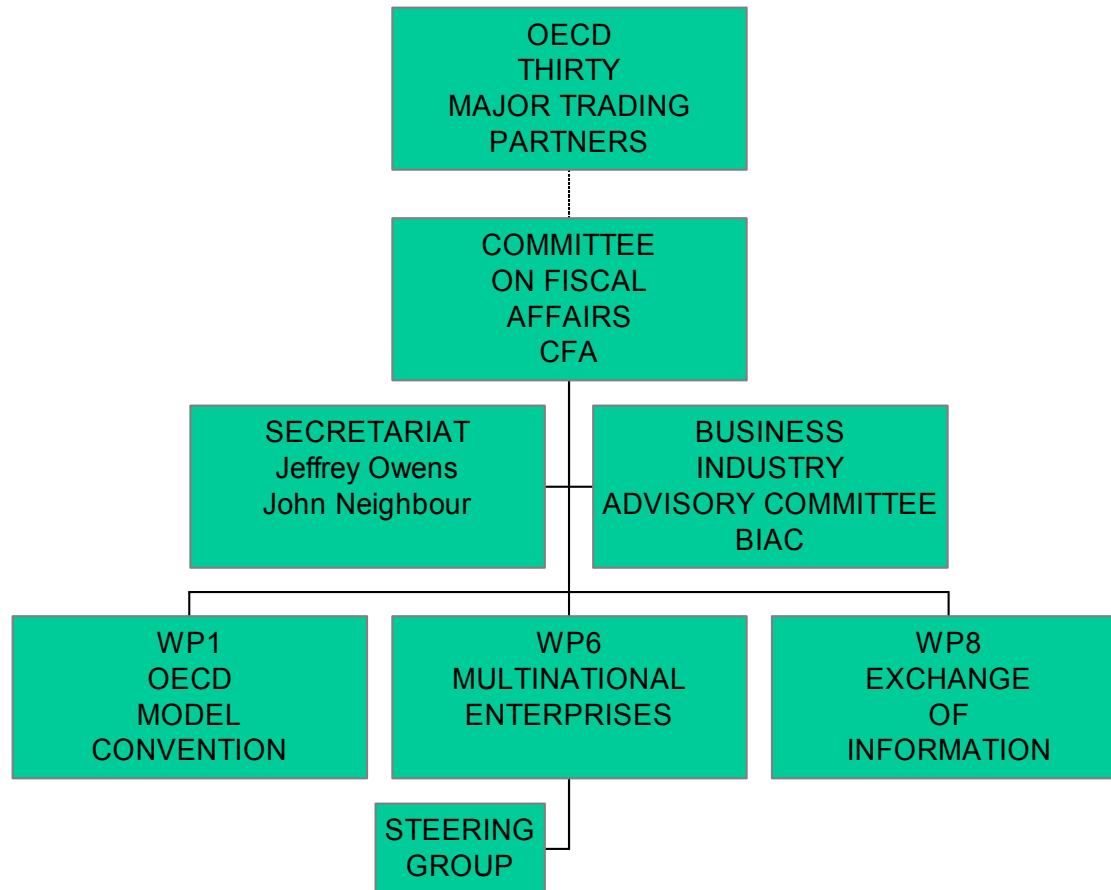 OECD
THIRTY
MAJOR TRADING
PARTNERS
COMMITTEE
ON FISCAL
AFFAIRS
CFA
SECRETARIAT
Jeffrey Owens
John Neighbour
BUSINESS
INDUSTRY
ADVISORY COMMITTEE
BIAC
WP1
OECD
MODEL
CONVENTION
WP6
MULTINATIONAL
ENTERPRISES
WP8
EXCHANGE
OF
INFORMATION
STEERING
GROUP